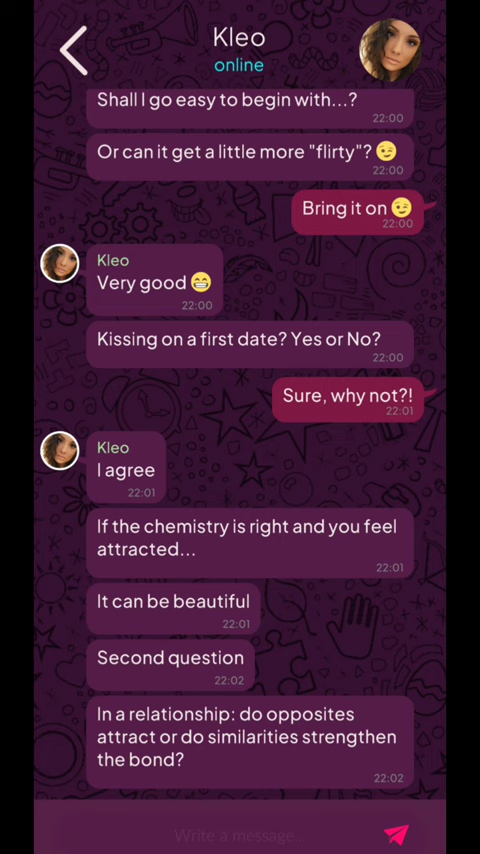 Kleo
online
Shall I go easy to begin with...?
22:00
Or can it get a little more "flirty"? 😉
22:00
Bring it on 😉
22:00
Kleo
Very good 😁
22:00
Kissing on a first date? Yes or No?
22:00
Sure, why not?!
22:01
Kleo
I agree
22:01
If the chemistry is right and you feel
attracted...
22:01
It can be beautiful
22:01
Second question
22:02
In a relationship: do opposites
attract or do similarities strengthen
the bond?
22:02
Write a message...